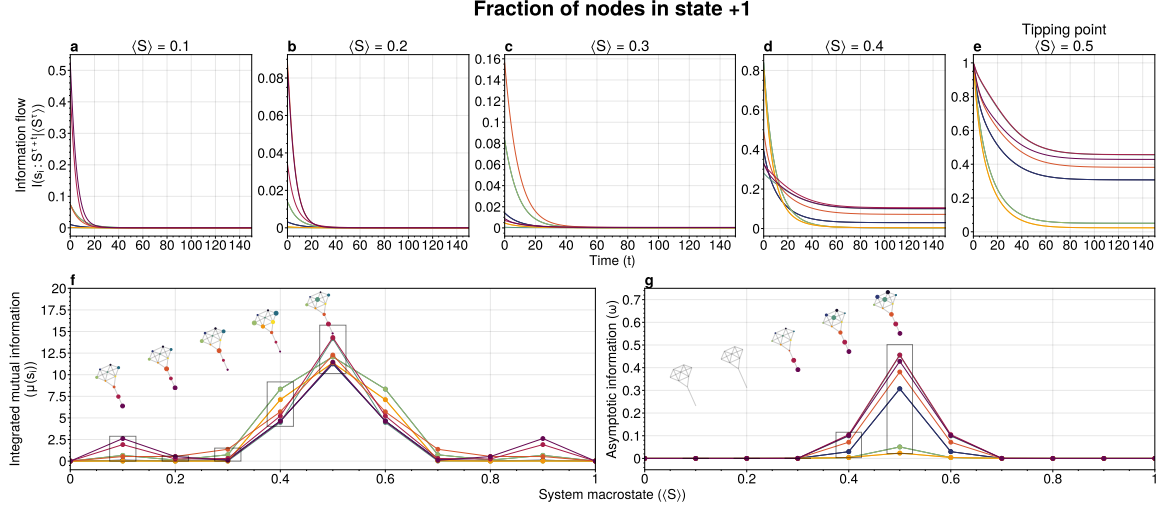 Fraction of nodes in state +1
a
⟨S⟩ = 0.1
b
⟨S⟩ = 0.2
c
⟨S⟩ = 0.3
d
⟨S⟩ = 0.4
Tipping point
e
⟨S⟩ = 0.5
Information flow
I(sᵢ : Sᵀ⁺ᵗ|⟨Sᵀ⟩)
0.5
0.4
0.3
0.2
0.1
0
0 20 40 60 80 100 120 140
0.08
0.06
0.04
0.02
0
0 20 40 60 80 100 120 140
0.16
0.14
0.12
0.1
0.08
0.06
0.04
0.02
0
0 20 40 60 80 100 120 140
0.8
0.6
0.4
0.2
0
0 20 40 60 80 100 120 140
1
0.8
0.6
0.4
0.2
0
0 20 40 60 80 100 120 140
Time (t)
f
Integrated mutual information
(μ(sᵢ))
20
17.5
15
12.5
10
7.5
5
2.5
0
0 0.2 0.4 0.6 0.8 1
g
Asymptotic information (ω)
0.7
0.6
0.5
0.4
0.3
0.2
0.1
0
0 0.2 0.4 0.6 0.8 1
System macrostate (⟨S⟩)